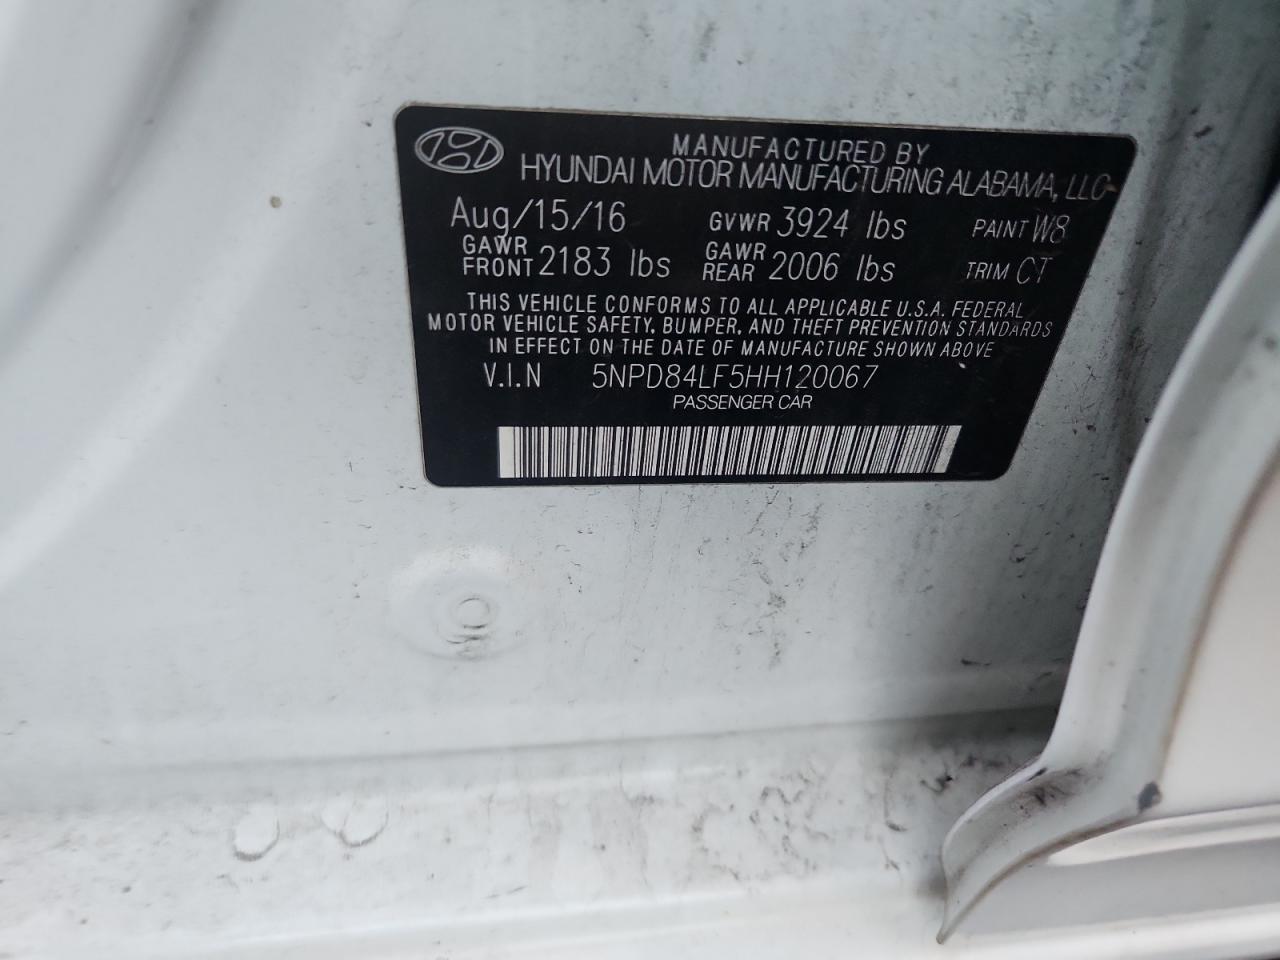 MANUFACTURED BY
HYUNDAI MOTOR MANUFACTURING ALABAMA, LLC
Aug/15/16 GVWR 3924 lbs PAINT W8
GAWR FRONT 2183 lbs GAWR REAR 2006 lbs TRIM CT
THIS VEHICLE CONFORMS TO ALL APPLICABLE U.S.A. FEDERAL
MOTOR VEHICLE SAFETY, BUMPER, AND THEFT PREVENTION STANDARDS
IN EFFECT ON THE DATE OF MANUFACTURE SHOWN ABOVE
V.I.N 5NPD84LF5HH120067
PASSENGER CAR